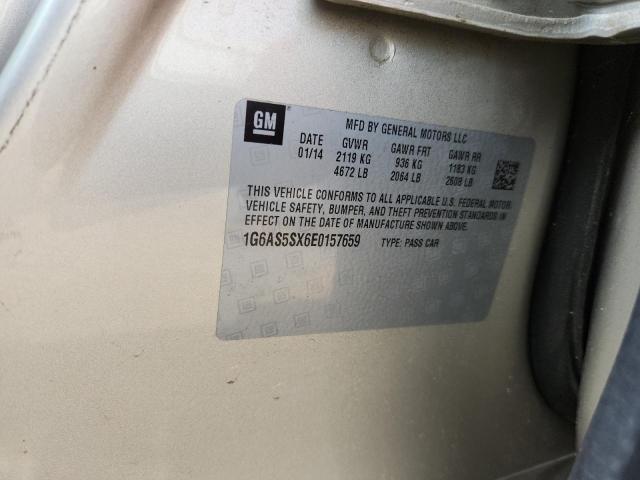 GM
MFD BY GENERAL MOTORS LLC
DATE GVWR GAWR FRT GAWR RR
01/14 2119 KG 936 KG 1183 KG
4672 LB 2064 LB 2608 LB
THIS VEHICLE CONFORMS TO ALL APPLICABLE U.S. FEDERAL MOTOR
VEHICLE SAFETY, BUMPER, AND THEFT PREVENTION STANDARDS IN
EFFECT ON THE DATE OF MANUFACTURE SHOWN ABOVE.
1G6AS5SX6E0157659 TYPE: PASS CAR